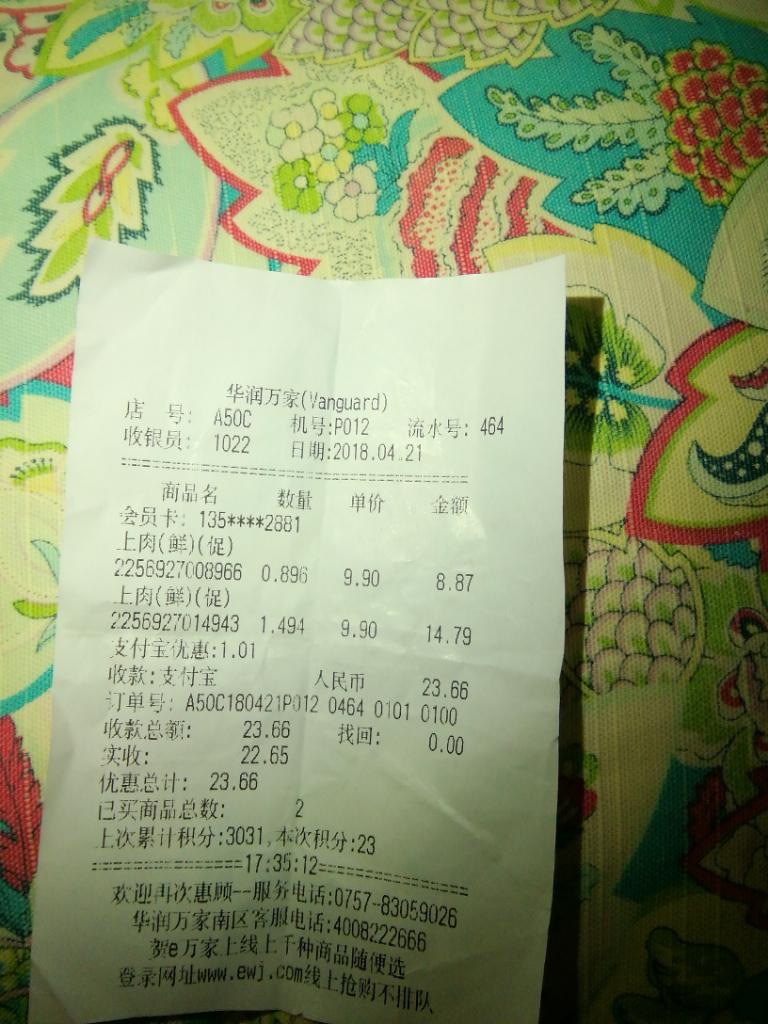 华润万家(Vanguard)
店 号: A50C 机号:P012 流水号: 464
收银员: 1022 日期:2018.04.21
商品名 数量 单价 金额
会员卡: 135****2881
上肉(鲜)(促)
2256927008966 0.896 9.90 8.87
上肉(鲜)(促)
2256927014943 1.494 9.90 14.79
支付宝优惠:1.01
收款:支付宝 人民币 23.66
订单号: A50C180421P012 0464 0101 0100
收款总额: 23.66 找回: 0.00
实收: 22.65
优惠总计: 23.66
已买商品总数: 2
上次累计积分:3031,本次积分:23
17:35:12
欢迎再次惠顾--服务电话:0757-83059026
华润万家南区客服电话:4008222666
贺e万家上线上千种商品随便选
登录网址www.ewj.com线上抢购不排队